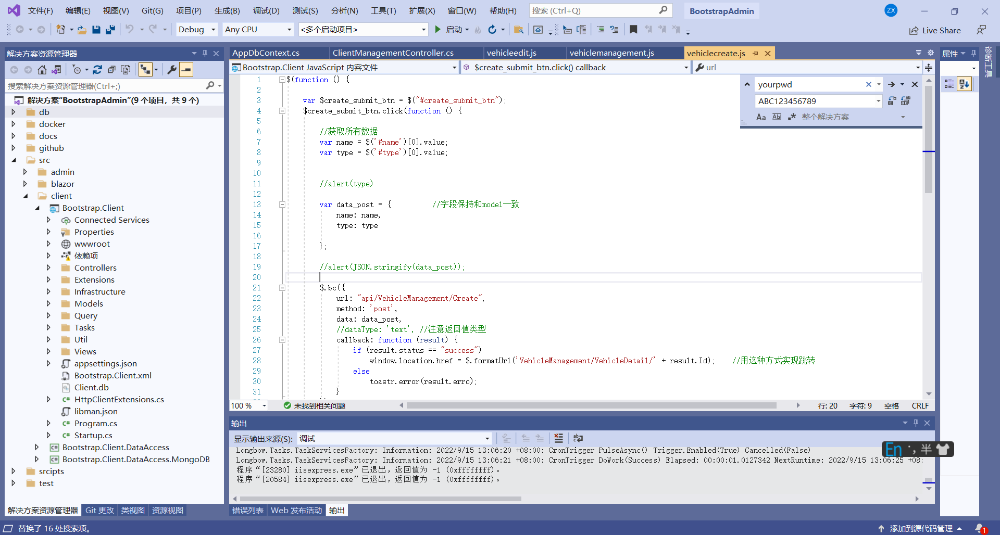 文件(F) 编辑(E) 视图(V) Git(G) 项目(P) 生成(B) 调试(D) 测试(S) 分析(N) 工具(T) 扩展(X) 窗口(W) 帮助(H) 搜索 (Ctrl+Q) BootstrapAdmin ZX
Debug Any CPU <多个启动项目> 启动 Live Share
解决方案资源管理器
搜索解决方案资源管理器(Ctrl+;)
解决方案“BootstrapAdmin”(9 个项目，共 9 个)
db
docker
docs
github
src
admin
blazor
client
Bootstrap.Client
Connected Services
Properties
wwwroot
依赖项
Controllers
Extensions
Infrastructure
Models
Query
Tasks
Util
Views
appsettings.json
Bootstrap.Client.xml
Client.db
HttpClientExtensions.cs
libman.json
Program.cs
Startup.cs
Bootstrap.Client.DataAccess
Bootstrap.Client.DataAccess.MongoDB
srcipts
test
解决方案资源管理器 Git 更改 类视图 资源视图
AppDbContext.cs ClientManagementController.cs vehicleedit.js vehiclemanagement.js vehiclecreate.js
Bootstrap.Client JavaScript 内容文件 $create_submit_btn.click() callback url
1 $(function () {
2
3 var $create_submit_btn = $("#create_submit_btn");
4 $create_submit_btn.click(function () {
5
6 //获取所有数据
7 var name = $('#name')[0].value;
8 var type = $('#type')[0].value;
9
10
11 //alert(type)
12
13 var data_post = { //字段保持和model一致
14 name: name,
15 type: type
16
17 };
18
19 //alert(JSON.stringify(data_post));
20
21 $.bc({
22 url: "api/VehicleManagement/Create",
23 method: 'post',
24 data: data_post,
25 //dataType: 'text', //注意返回值类型
26 callback: function (result) {
27 if (result.status == "success")
28 window.location.href = $.formatUrl('VehicleManagement/VehicleDetail/' + result.Id); //用这种方式实现跳转
29 else
30 toastr.error(result.erro);
31 }
yourpwd
ABC123456789
Aa Abl 整个解决方案
100 % 未找到相关问题 行: 20 字符: 9 空格 CRLF
输出
显示输出来源(S): 调试
Longbow.Tasks.TaskServicesFactory: Information: 2022/9/15 13:06:20 +08:00: CronTrigger PulseAsync() Trigger.Enabled(True) Cancelled(False)
Longbow.Tasks.TaskServicesFactory: Information: 2022/9/15 13:06:21 +08:00: CronTrigger DoWork(Success) Elapsed: 00:00:01.0127342 NextRuntime: 2022/9/15 13:06:25 +08:
程序“[23280] iisexpress.exe”已退出，返回值为 -1 (0xffffffff)。
程序“[20584] iisexpress.exe”已退出，返回值为 -1 (0xffffffff)。
错误列表 Web 发布活动 输出
属性
诊断工具
En ，半
替换了 16 处搜索项。 添加到源代码管理 1